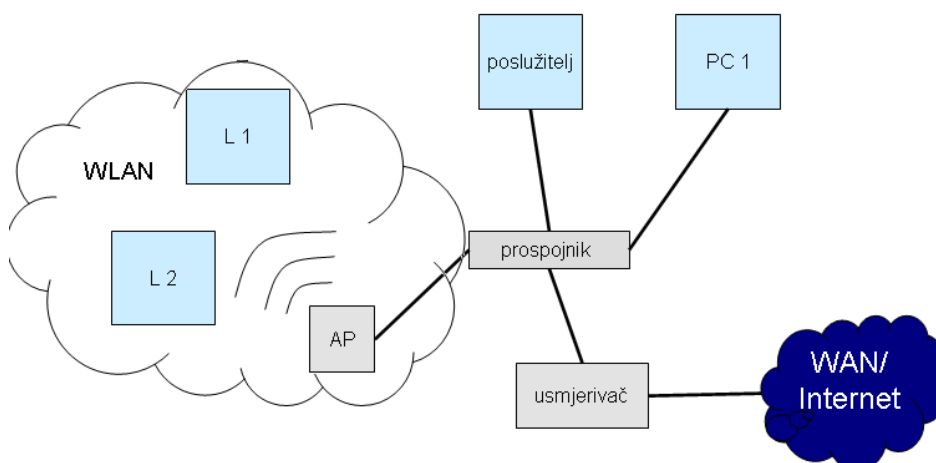 poslužitelj
PC 1
L 1
WLAN
prospojnik
L 2
AP
usmjerivač
WAN/
Internet